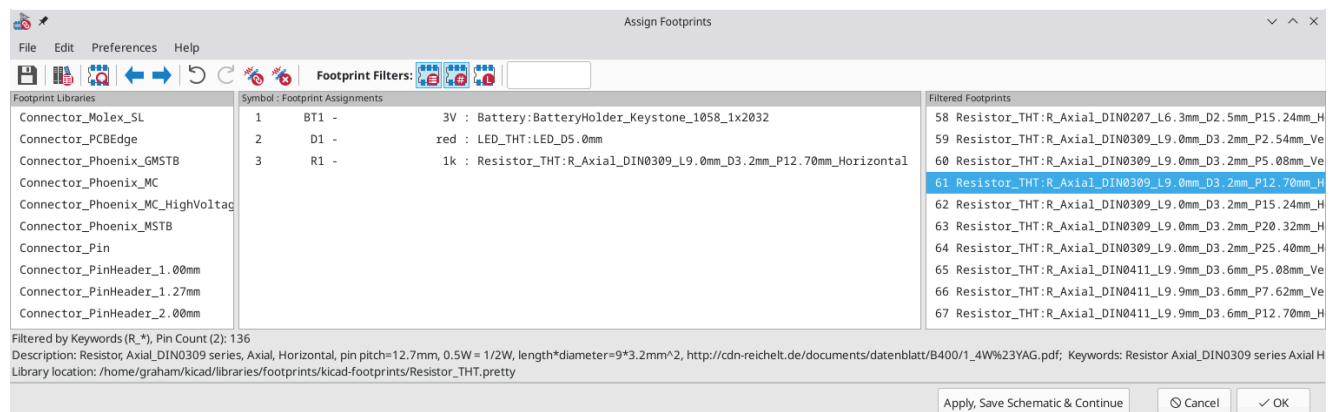 Assign Footprints
File Edit Preferences Help
Footprint Filters:
Footprint Libraries
Connector_Molex_SL
Connector_PCBEdge
Connector_Phoenix_GMSTB
Connector_Phoenix_MC
Connector_Phoenix_MC_HighVoltag
Connector_Phoenix_MSTB
Connector_Pin
Connector_PinHeader_1.00mm
Connector_PinHeader_1.27mm
Connector_PinHeader_2.00mm
Symbol : Footprint Assignments
1 BT1 - 3V : Battery:BatteryHolder_Keystone_1058_1x2032
2 D1 - red : LED_THT:LED_D5.0mm
3 R1 - 1k : Resistor_THT:R_Axial_DIN0309_L9.0mm_D3.2mm_P12.70mm_Horizontal
Filtered Footprints
58 Resistor_THT:R_Axial_DIN0207_L6.3mm_D2.5mm_P15.24mm_H
59 Resistor_THT:R_Axial_DIN0309_L9.0mm_D3.2mm_P2.54mm_Ve
60 Resistor_THT:R_Axial_DIN0309_L9.0mm_D3.2mm_P5.08mm_Ve
61 Resistor_THT:R_Axial_DIN0309_L9.0mm_D3.2mm_P12.70mm_H
62 Resistor_THT:R_Axial_DIN0309_L9.0mm_D3.2mm_P15.24mm_H
63 Resistor_THT:R_Axial_DIN0309_L9.0mm_D3.2mm_P20.32mm_H
64 Resistor_THT:R_Axial_DIN0309_L9.0mm_D3.2mm_P25.40mm_H
65 Resistor_THT:R_Axial_DIN0411_L9.9mm_D3.6mm_P5.08mm_Ve
66 Resistor_THT:R_Axial_DIN0411_L9.9mm_D3.6mm_P7.62mm_Ve
67 Resistor_THT:R_Axial_DIN0411_L9.9mm_D3.6mm_P12.70mm_H
Filtered by Keywords (R_*), Pin Count (2): 136
Description: Resistor, Axial_DIN0309 series, Axial, Horizontal, pin pitch=12.7mm, 0.5W = 1/2W, length*diameter=9*3.2mm^2, http://cdn-reichelt.de/documents/datenblatt/B400/1_4W%23YAG.pdf; Keywords: Resistor Axial_DIN0309 series Axial H
Library location: /home/graham/kicad/libraries/footprints/kicad-footprints/Resistor_THT.pretty
Apply, Save Schematic & Continue Cancel OK